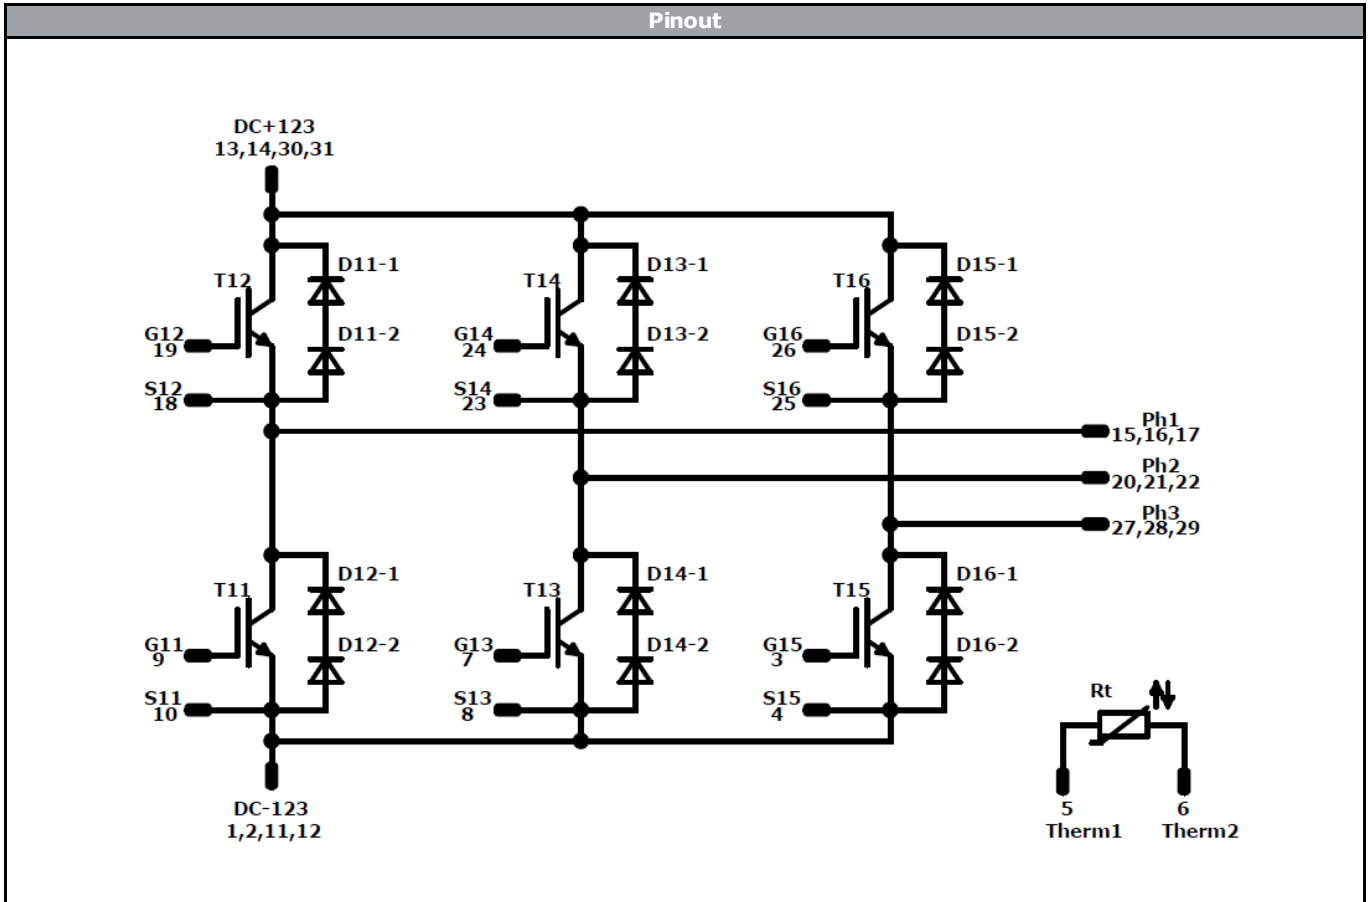 Pinout
DC+123
13,14,30,31
T12
D11-1
D11-2
G12
19
S12
18
T14
D13-1
D13-2
G14
24
S14
23
T16
D15-1
D15-2
G16
26
S16
25
Ph1
15,16,17
Ph2
20,21,22
Ph3
27,28,29
T11
D12-1
D12-2
G11
9
S11
10
T13
D14-1
D14-2
G13
7
S13
8
T15
D16-1
D16-2
G15
3
S15
4
Rt
5
Therm1
6
Therm2
DC-123
1,2,11,12